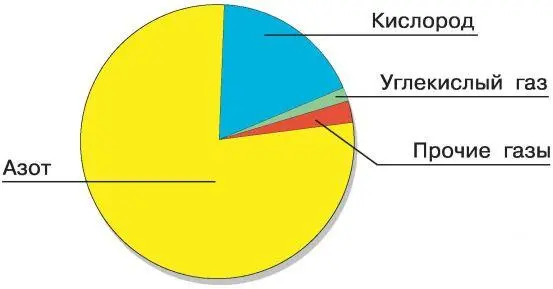 Кислород
Углекислый газ
Прочие газы
Азот